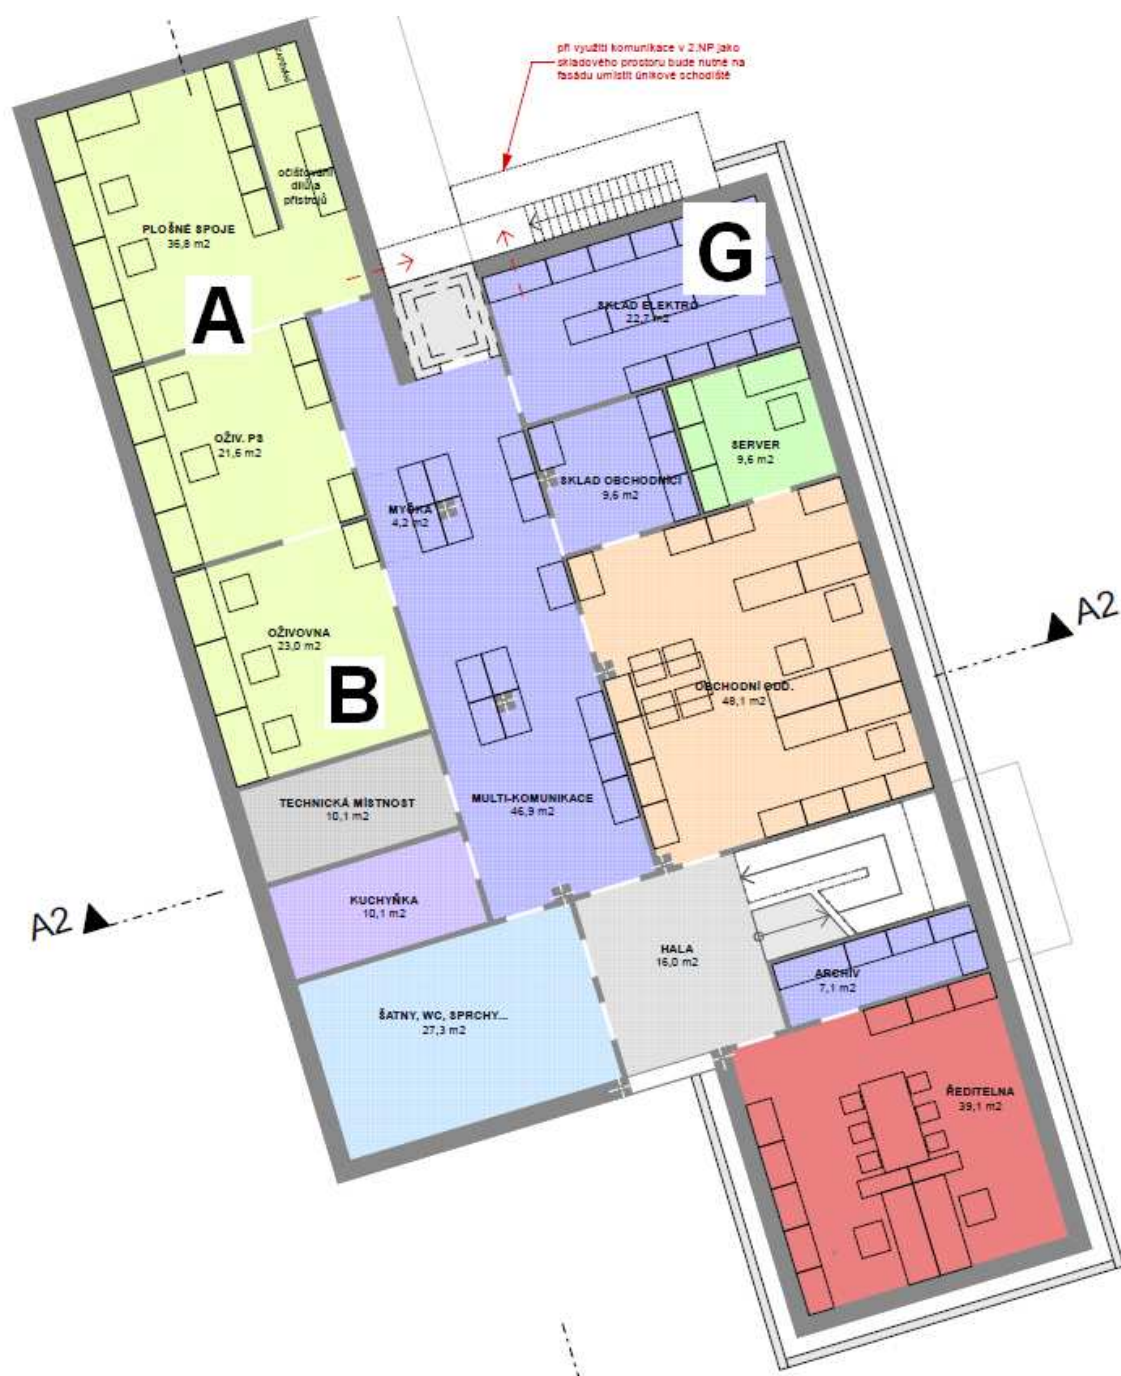 při využití komunikace v 2.NP jako
skladového prostoru bude nutné na
fasádu umístit únikové schodiště
očišťování
dílů a
přístrojů
PLOŠNÉ SPOJE
36,8 m2
A
G
SKLAD ELEKTRO
22,7 m2
OŽIV. PS
21,6 m2
SERVER
9,6 m2
SKLAD OBCHODNÍCI
9,6 m2
MYČKA
4,2 m2
A2
OŽIVOVNA
23,0 m2
B
OBCHODNÍ ODD.
48,1 m2
TECHNICKÁ MÍSTNOST
10,1 m2
MULTI-KOMUNIKACE
46,9 m2
KUCHYŇKA
10,1 m2
A2
HALA
16,0 m2
ARCHIV
7,1 m2
ŠATNY, WC, SPRCHY...
27,3 m2
ŘEDITELNA
39,1 m2